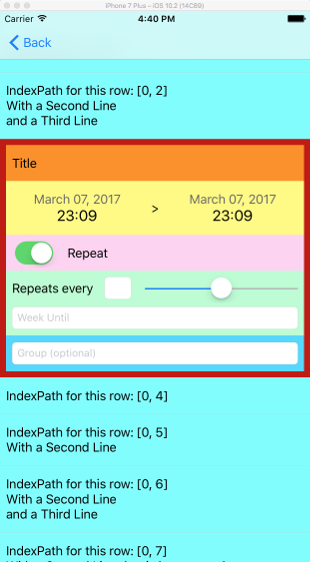 iPhone 7 Plus – iOS 10.2 (14C89)
Carrier 4:40 PM
Back
IndexPath for this row: [0, 2]
With a Second Line
and a Third Line
Title
March 07, 2017 March 07, 2017
23:09 > 23:09
Repeat
Repeats every
Week Until
Group (optional)
IndexPath for this row: [0, 4]
IndexPath for this row: [0, 5]
With a Second Line
IndexPath for this row: [0, 6]
With a Second Line
and a Third Line
IndexPath for this row: [0, 7]